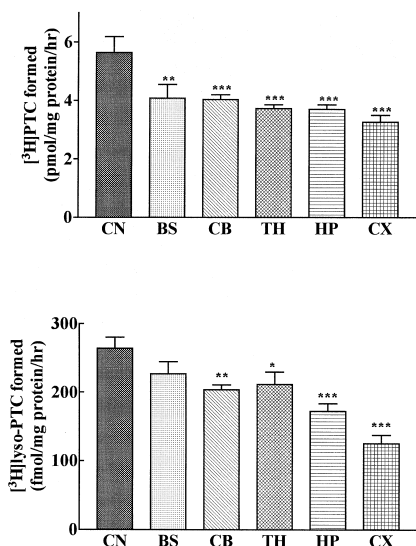 [³H]PTC formed
(pmol/mg protein/hr)
6
4
2
0
**
***
***
***
***
CN BS CB TH HP CX
[³H]lyso-PTC formed
(fmol/mg protein/hr)
300
200
100
0
**
*
***
***
CN BS CB TH HP CX